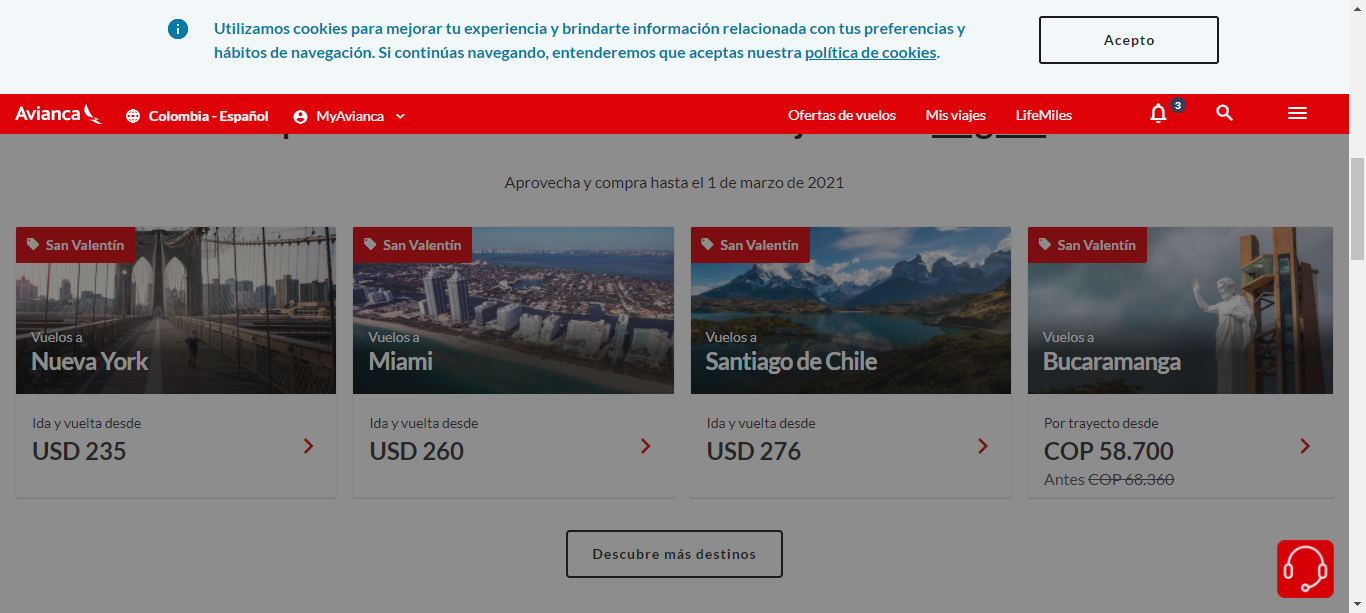 Utilizamos cookies para mejorar tu experiencia y brindarte información relacionada con tus preferencias y
hábitos de navegación. Si continúas navegando, entenderemos que aceptas nuestra política de cookies.
Acepto
Avianca
Colombia - Español
MyAvianca
Ofertas de vuelos
Mis viajes
LifeMiles
3
Aprovecha y compra hasta el 1 de marzo de 2021
San Valentín
Vuelos a
Nueva York
Ida y vuelta desde
USD 235
San Valentín
Vuelos a
Miami
Ida y vuelta desde
USD 260
San Valentín
Vuelos a
Santiago de Chile
Ida y vuelta desde
USD 276
San Valentín
Vuelos a
Bucaramanga
Por trayecto desde
COP 58.700
Antes COP 68.360
Descubre más destinos